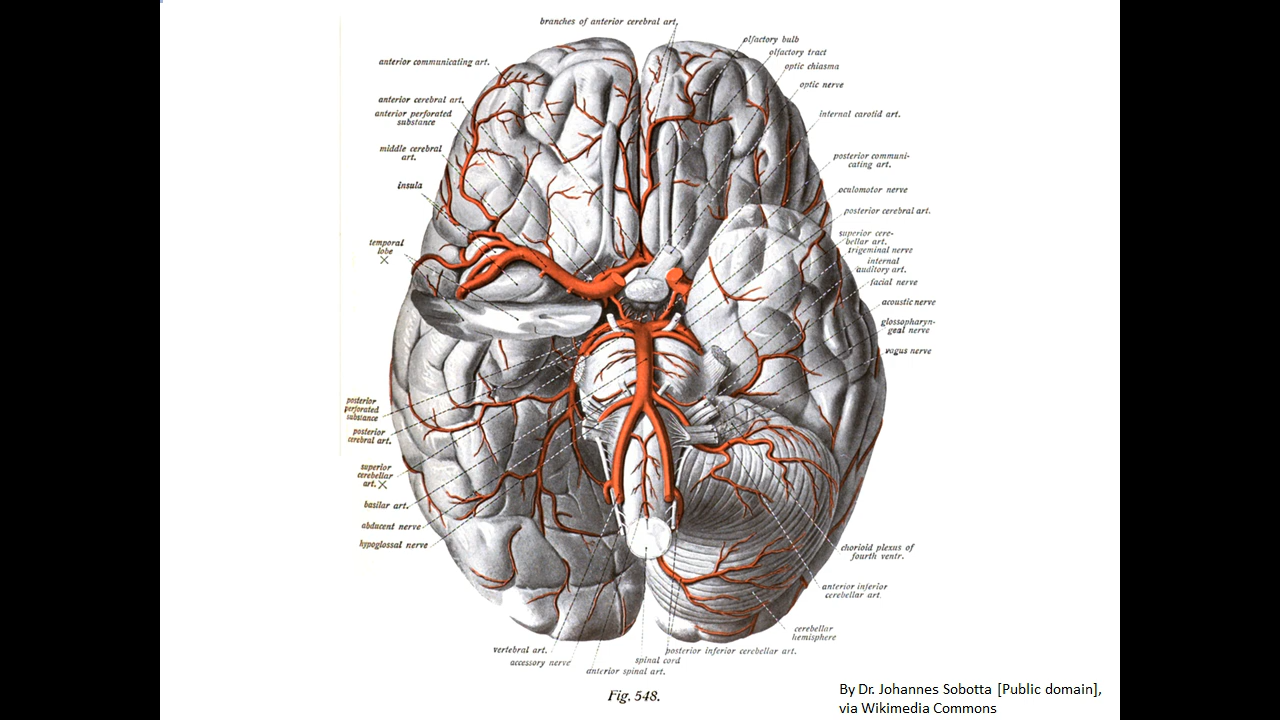 branches of anterior cerebral art.
anterior communicating art.
anterior cerebral art.
anterior perforated
substance
middle cerebral
art.
insula
temporal
lobe
X
posterior
perforated
substance
posterior
cerebral art.
superior
cerebellar
art. X
basilar art.
abducent nerve
hypoglossal nerve
olfactory bulb
olfactory tract
optic chiasma
optic nerve
internal carotid art.
posterior communi-
cating art.
oculomotor nerve
posterior cerebral art.
superior cere-
bellar art.
trigeminal nerve
internal
auditory art.
facial nerve
acoustic nerve
glossopharyn-
geal nerve
vagus nerve
chorioid plexus of
fourth ventr.
anterior inferior
cerebellar art.
cerebellar
hemisphere
posterior inferior cerebellar art.
vertebral art.
accessory nerve
spinal cord
anterior spinal art.
Fig. 548.
By Dr. Johannes Sobotta [Public domain],
via Wikimedia Commons